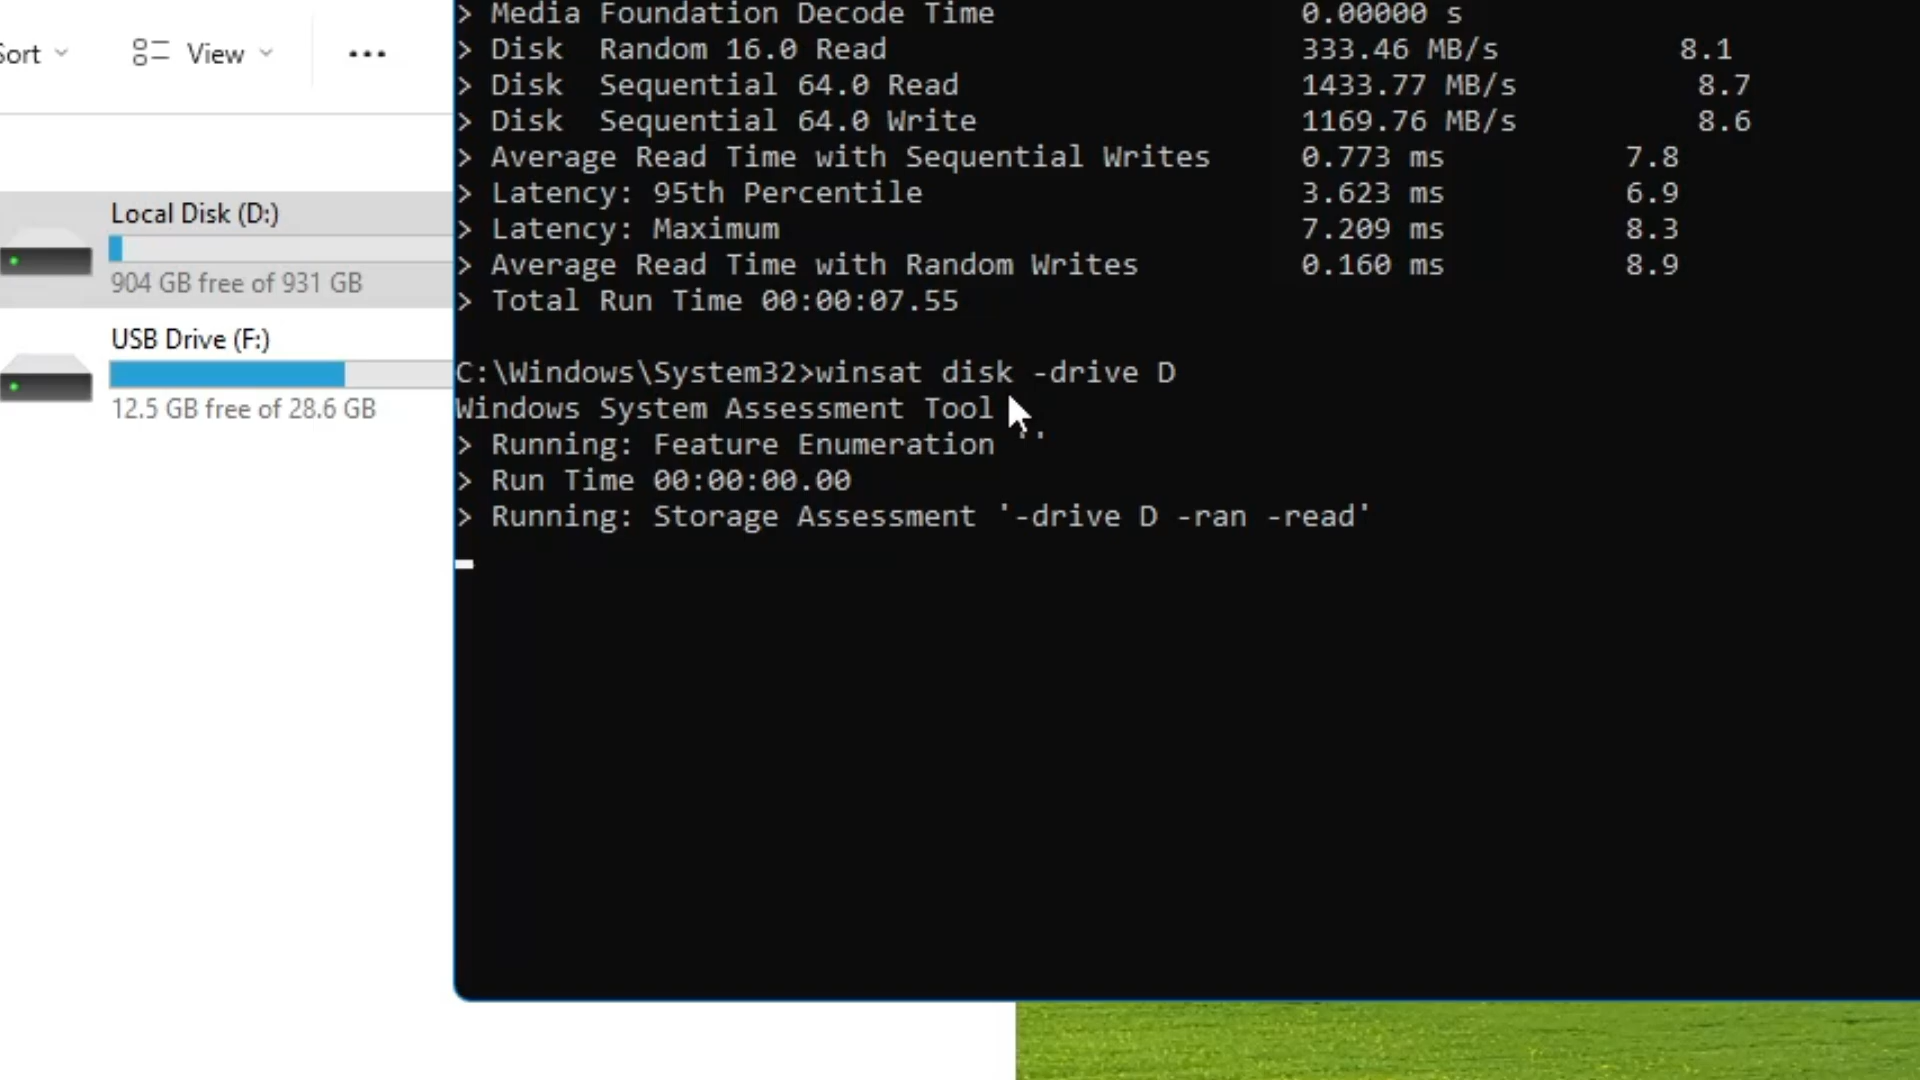 Sort View ...
Local Disk (D:)
904 GB free of 931 GB
USB Drive (F:)
12.5 GB free of 28.6 GB
> Media Foundation Decode Time 0.00000 s
> Disk  Random 16.0 Read 333.46 MB/s 8.1
> Disk  Sequential 64.0 Read 1433.77 MB/s 8.7
> Disk  Sequential 64.0 Write 1169.76 MB/s 8.6
> Average Read Time with Sequential Writes 0.773 ms 7.8
> Latency: 95th Percentile 3.623 ms 6.9
> Latency: Maximum 7.209 ms 8.3
> Average Read Time with Random Writes 0.160 ms 8.9
> Total Run Time 00:00:07.55
C:\Windows\System32>winsat disk -drive D
Windows System Assessment Tool
> Running: Feature Enumeration ''
> Run Time 00:00:00.00
> Running: Storage Assessment '-drive D -ran -read'